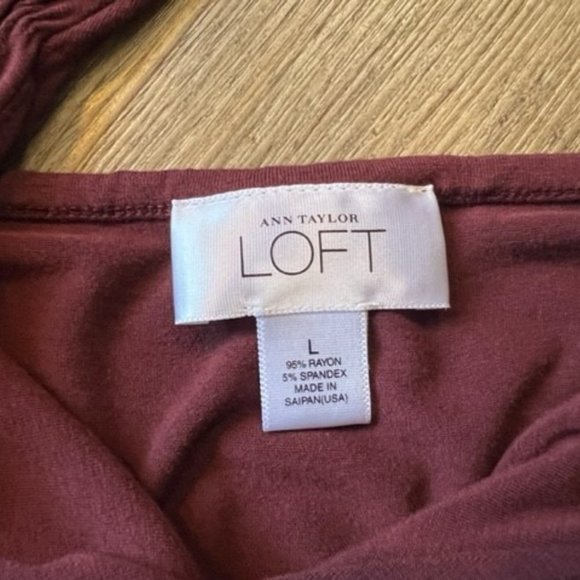 ANN TAYLOR
LOFT
L
95% RAYON
5% SPANDEX
MADE IN
SAIPAN(USA)